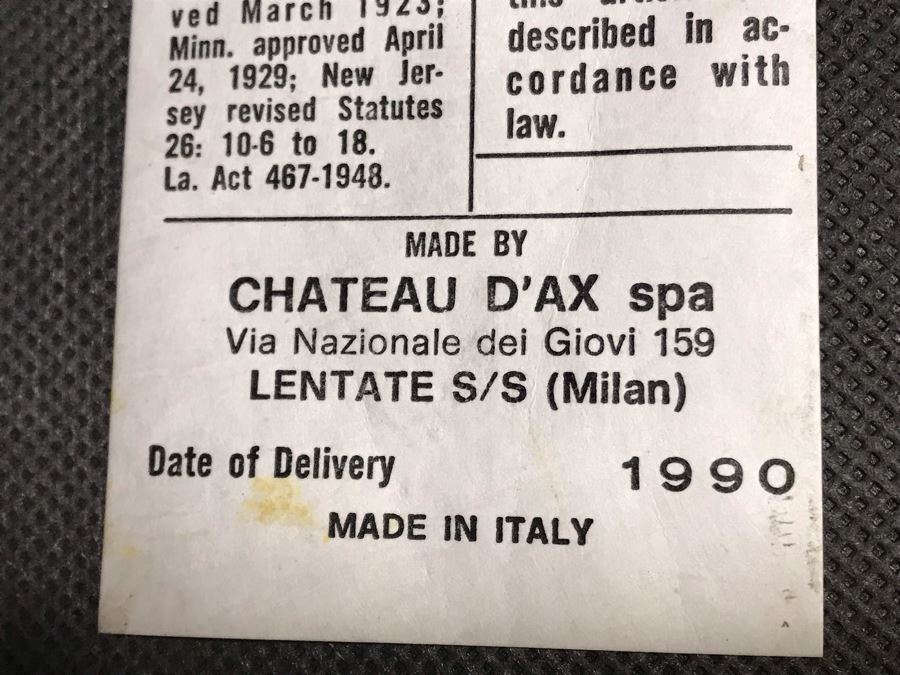 ved March 1923;
Minn. approved April
24, 1929; New Jer-
sey revised Statutes
26: 10-6 to 18.
La. Act 467-1948.
this
described in ac-
cordance with
law.
MADE BY
CHATEAU D'AX spa
Via Nazionale dei Giovi 159
LENTATE S/S (Milan)
Date of Delivery 1990
MADE IN ITALY